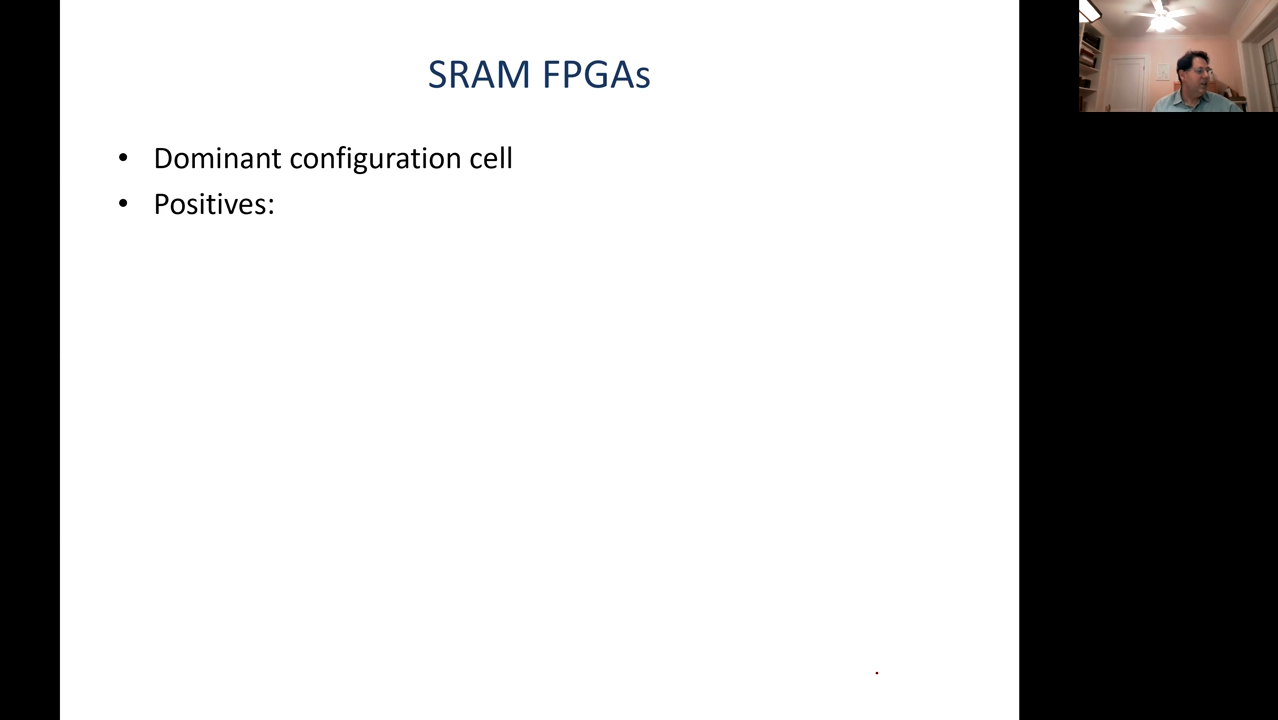 SRAM FPGAs
• Dominant configuration cell
• Positives: